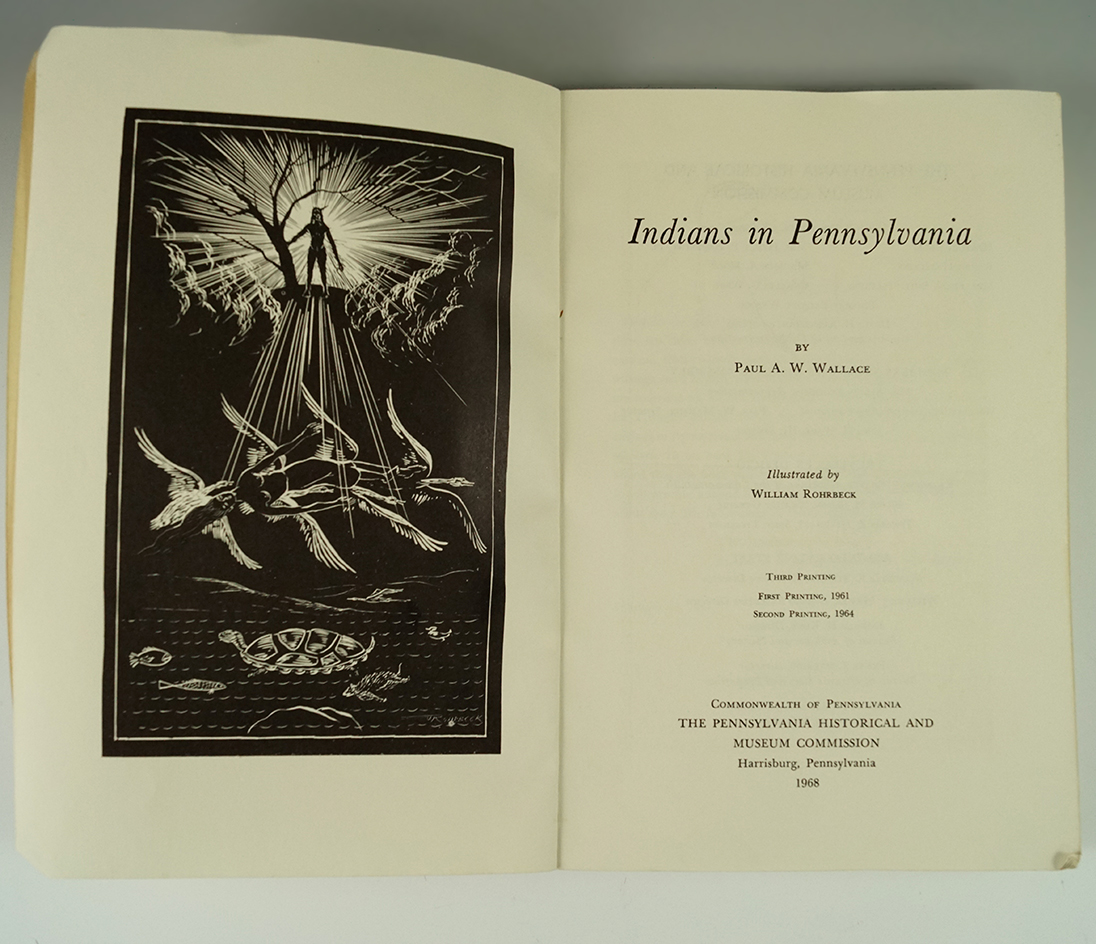 Indians in Pennsylvania
BY
PAUL A. W. WALLACE
Illustrated by
WILLIAM ROHRBECK
THIRD PRINTING
FIRST PRINTING, 1961
SECOND PRINTING, 1964
COMMONWEALTH OF PENNSYLVANIA
THE PENNSYLVANIA HISTORICAL AND
MUSEUM COMMISSION
Harrisburg, Pennsylvania
1968